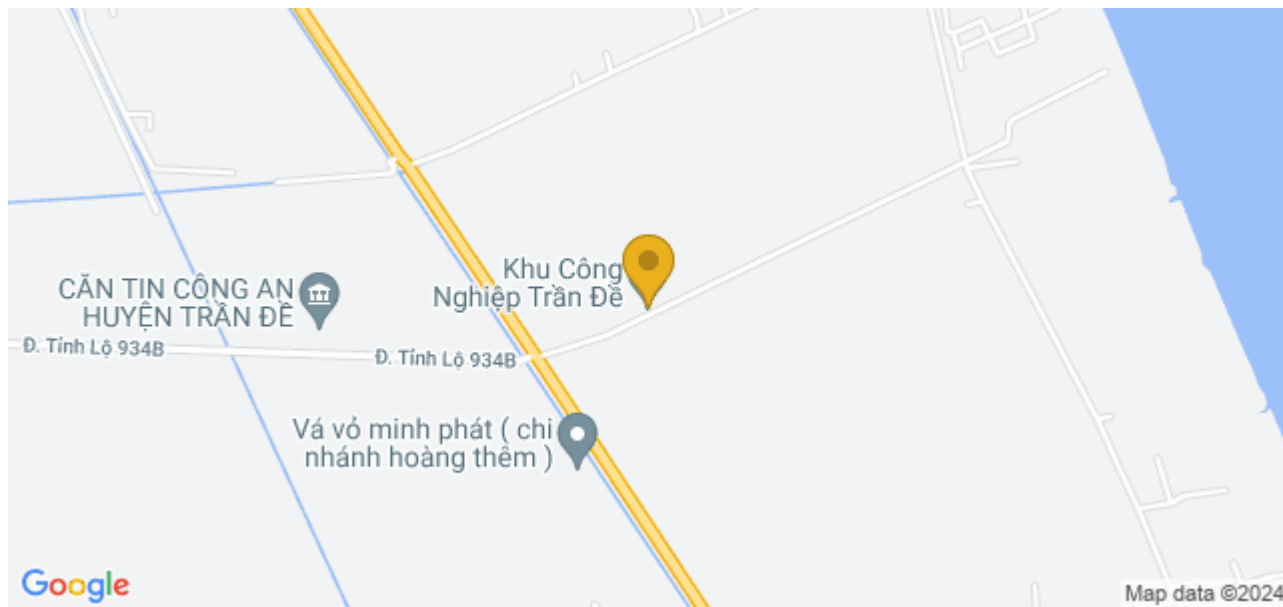 Khu Công
Nghiệp Trần Đề
CĂN TIN CÔNG AN
HUYỆN TRẦN ĐỀ
Đ. Tỉnh Lộ 934B
Đ. Tỉnh Lộ 934B
Vá vỏ minh phát ( chi
nhánh hoàng thêm )
Google
Map data ©2024